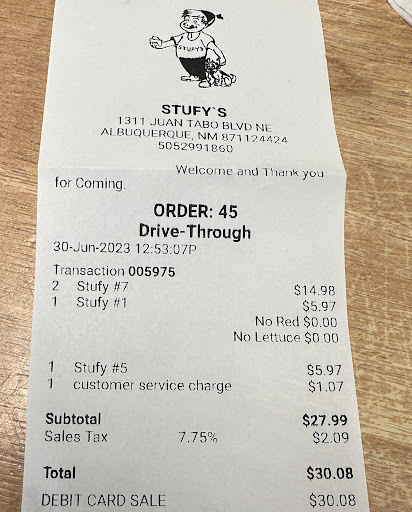 STUFY'S
STUFY`S
1311 JUAN TABO BLVD NE
ALBUQUERQUE, NM 871124424
5052991860
Welcome and Thank you
for Coming.
ORDER: 45
Drive-Through
30-Jun-2023 12:53:07P
Transaction 005975
2 Stufy #7 $14.98
1 Stufy #1 $5.97
No Red $0.00
No Lettuce $0.00
1 Stufy #5 $5.97
1 customer service charge $1.07
Subtotal $27.99
Sales Tax 7.75% $2.09
Total $30.08
DEBIT CARD SALE $30.08